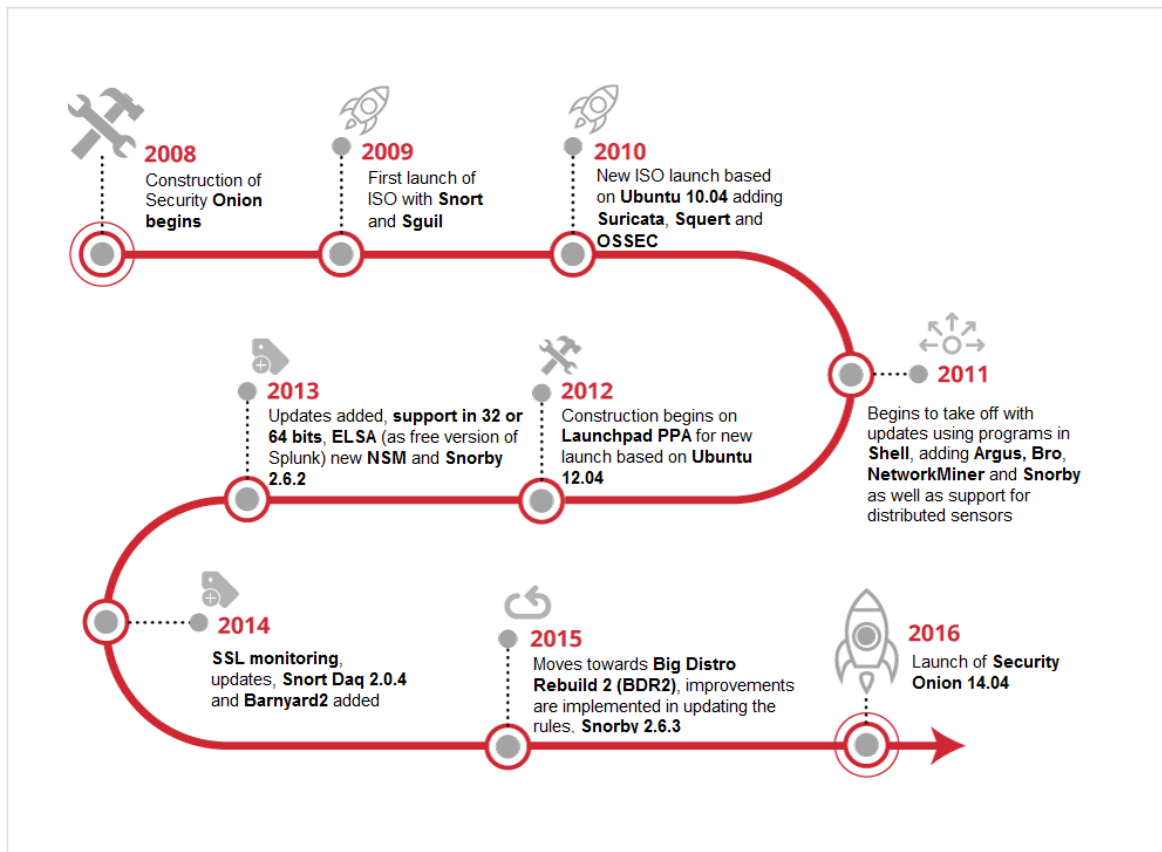 2008
Construction of
Security Onion
begins
2009
First launch of
ISO with Snort
and Sguil
2010
New ISO launch based
on Ubuntu 10.04 adding
Suricata, Squert and
OSSEC
2011
Begins to take off with
updates using programs in
Shell, adding Argus, Bro,
NetworkMiner and Snorby
as well as support for
distributed sensors
2012
Construction begins on
Launchpad PPA for new
launch based on Ubuntu
12.04
2013
Updates added, support in 32 or
64 bits, ELSA (as free version of
Splunk) new NSM and Snorby
2.6.2
2014
SSL monitoring,
updates, Snort Daq 2.0.4
and Barnyard2 added
2015
Moves towards Big Distro
Rebuild 2 (BDR2), improvements
are implemented in updating the
rules, Snorby 2.6.3
2016
Launch of Security
Onion 14.04